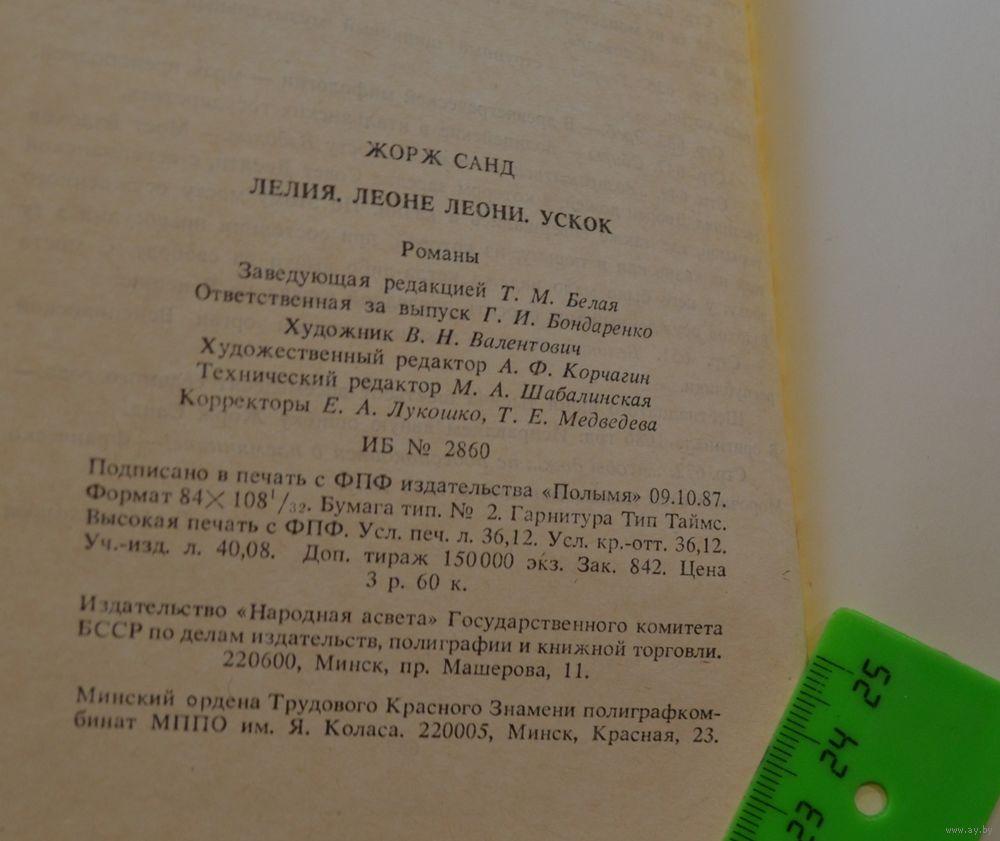 ЖОРЖ САНД
ЛЕЛИЯ. ЛЕОНЕ ЛЕОНИ. УСКОК
Романы
Заведующая редакцией Т. М. Белая
Ответственная за выпуск Г. И. Бондаренко
Художник В. Н. Валентович
Художественный редактор А. Ф. Корчагин
Технический редактор М. А. Шабалинская
Корректоры Е. А. Лукошко, Т. Е. Медведева
ИБ № 2860
Подписано в печать с ФПФ издательства «Полымя» 09.10.87.
Формат 84×108¹/₃₂. Бумага тип. № 2. Гарнитура Тип Таймс.
Высокая печать с ФПФ. Усл. печ. л. 36,12. Усл. кр.-отт. 36,12.
Уч.-изд. л. 40,08. Доп. тираж 150000 экз. Зак. 842. Цена
3 р. 60 к.
Издательство «Народная асвета» Государственного комитета
БССР по делам издательств, полиграфии и книжной торговли.
220600, Минск, пр. Машерова, 11.
Минский ордена Трудового Красного Знамени полиграфком-
бинат МППО им. Я. Коласа. 220005, Минск, Красная, 23.
25
24
23
www.ay.by